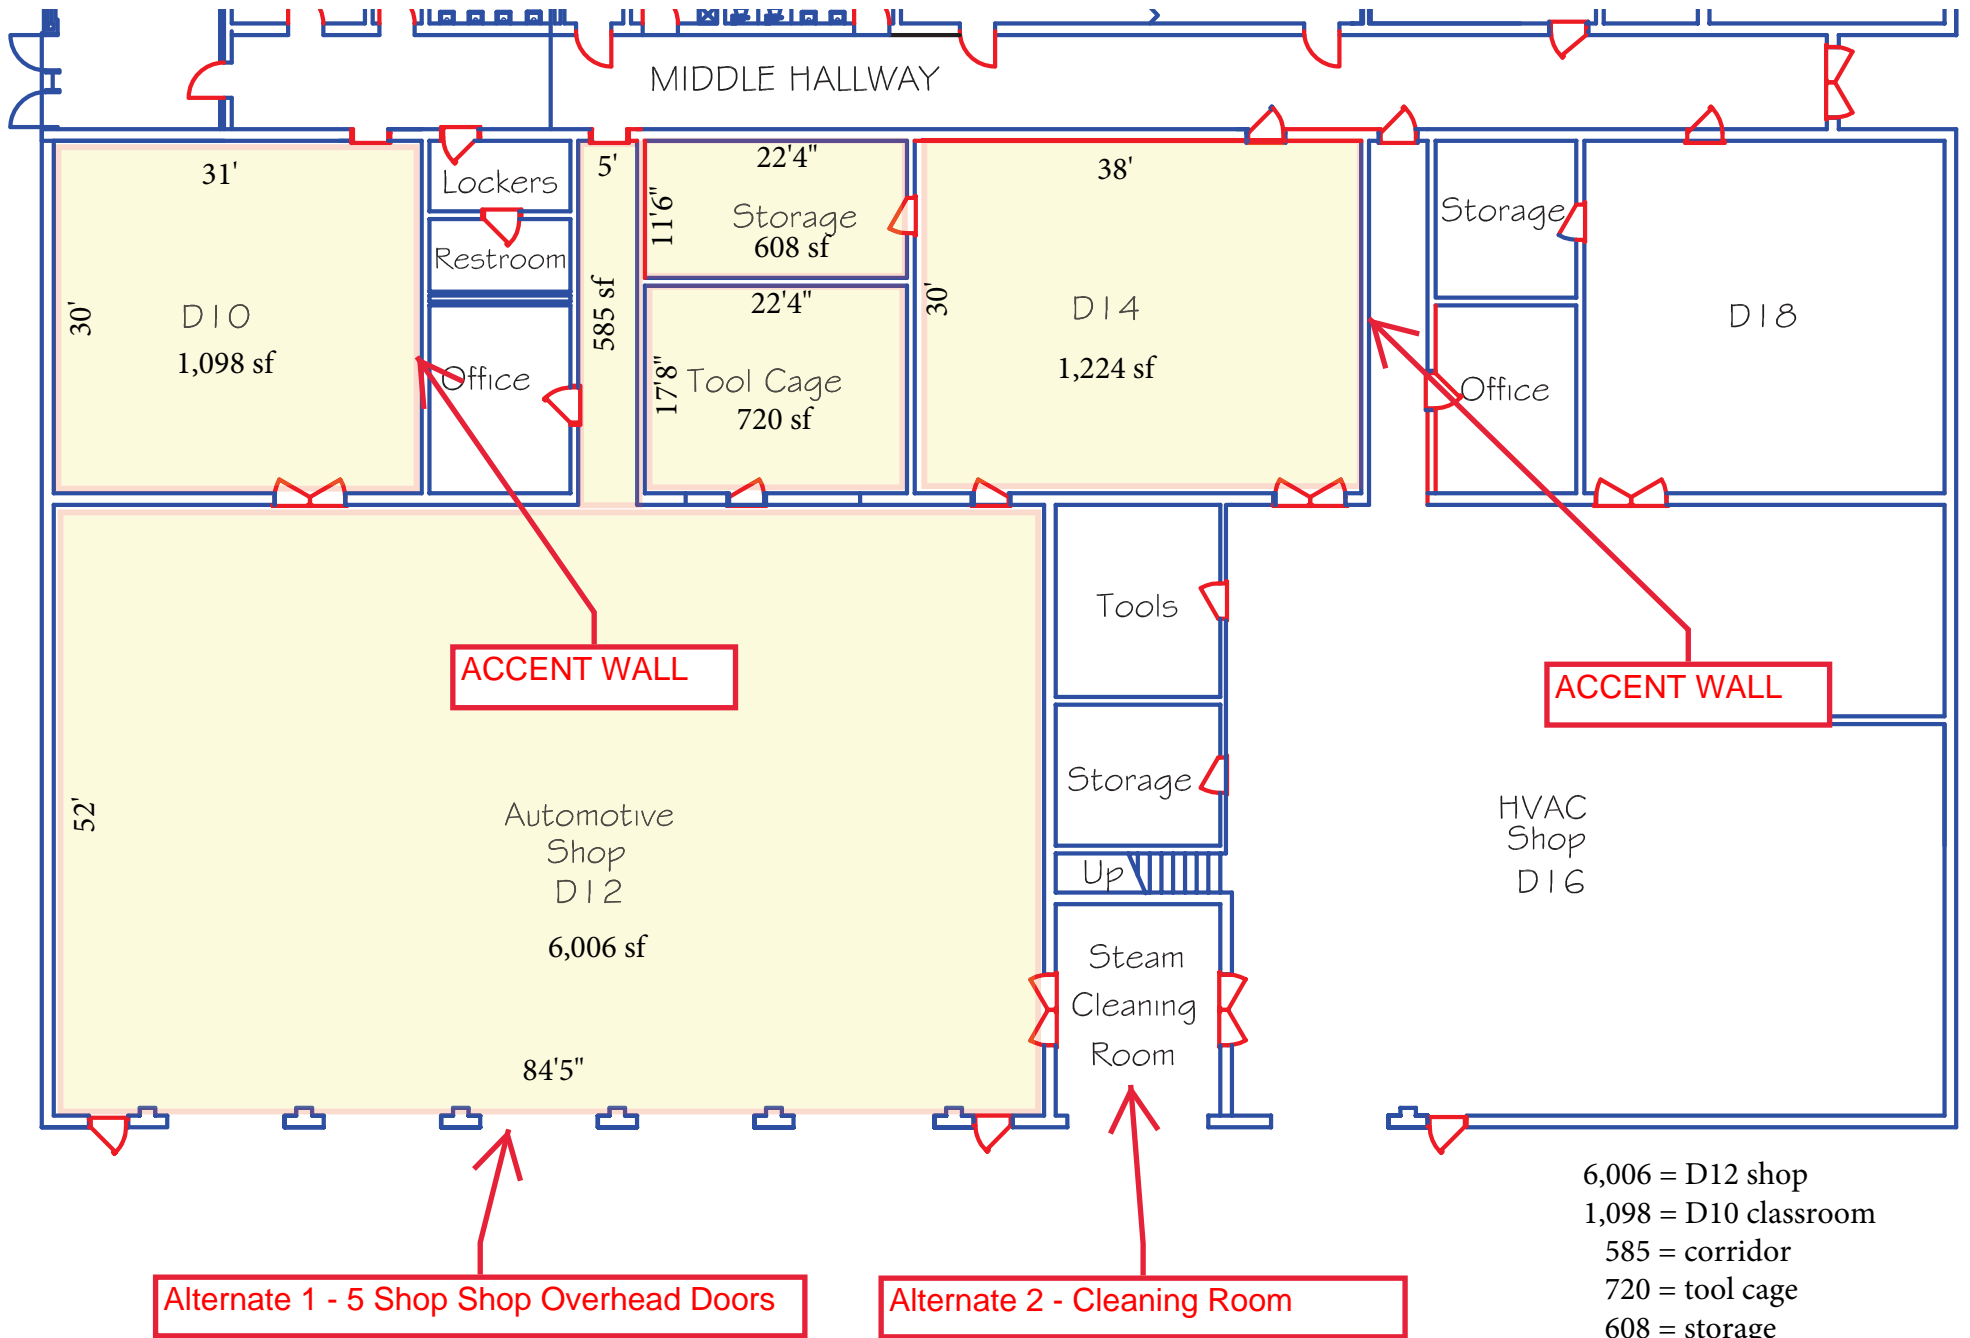 MIDDLE HALLWAY
31'
30'
D10
1,098 sf
Lockers
Restroom
Office
5'
585 sf
22'4"
11'6"
Storage
608 sf
22'4"
17'8"
Tool Cage
720 sf
38'
30'
D14
1,224 sf
Storage
Office
D18
ACCENT WALL
ACCENT WALL
Tools
Storage
Up
52'
Automotive
Shop
D12
6,006 sf
84'5"
Steam
Cleaning
Room
HVAC
Shop
D16
Alternate 1 - 5 Shop Shop Overhead Doors
Alternate 2 - Cleaning Room
6,006 = D12 shop
1,098 = D10 classroom
585 = corridor
720 = tool cage
608 = storage